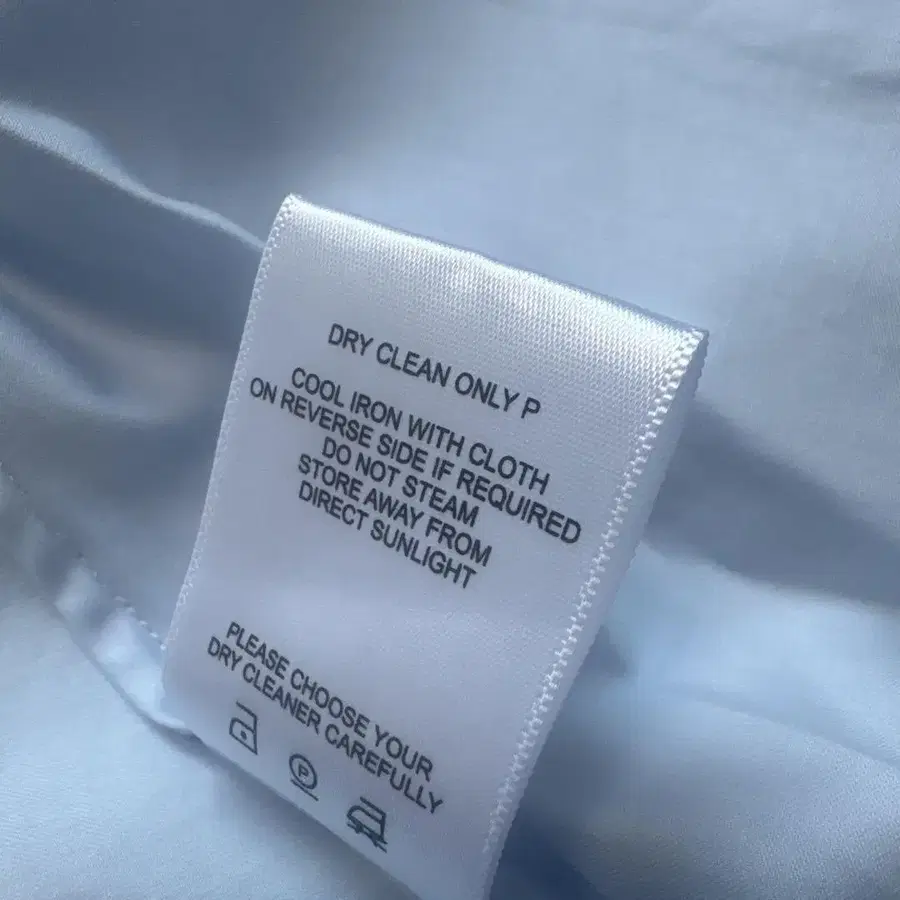 DRY CLEAN ONLY P
COOL IRON WITH CLOTH
ON REVERSE SIDE IF REQUIRED
DO NOT STEAM
STORE AWAY FROM
DIRECT SUNLIGHT
PLEASE CHOOSE YOUR
DRY CLEANER CAREFULLY
P